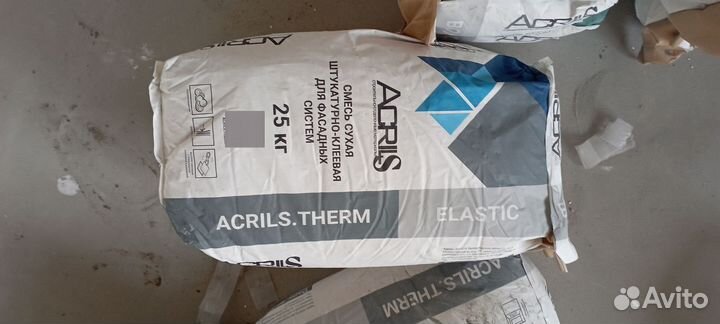 ACRILS
ACRILS
СМЕСЬ СУХАЯ
ШТУКАТУРНО-КЛЕЕВАЯ
ДЛЯ ФАСАДНЫХ
СИСТЕМ
25 КГ
ACRILS.THERM
ELASTIC
ACRILS
ACRILS
ACRILS.THERM
Avito